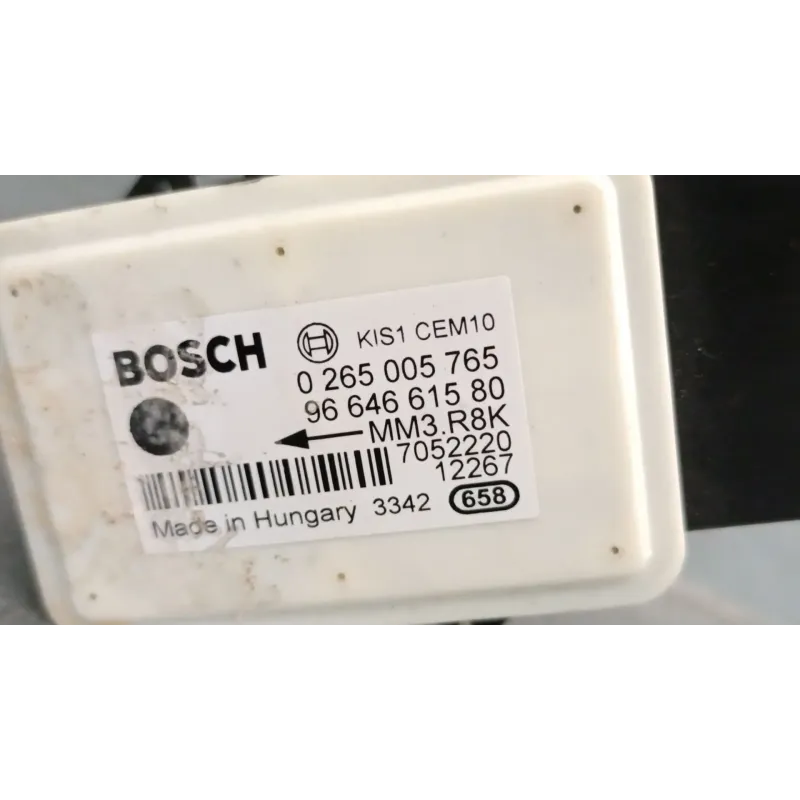 BOSCH KIS1 CEM10
0 265 005 765
96 646 615 80
MM3.R8K
7052220
12267
Made in Hungary 3342 658